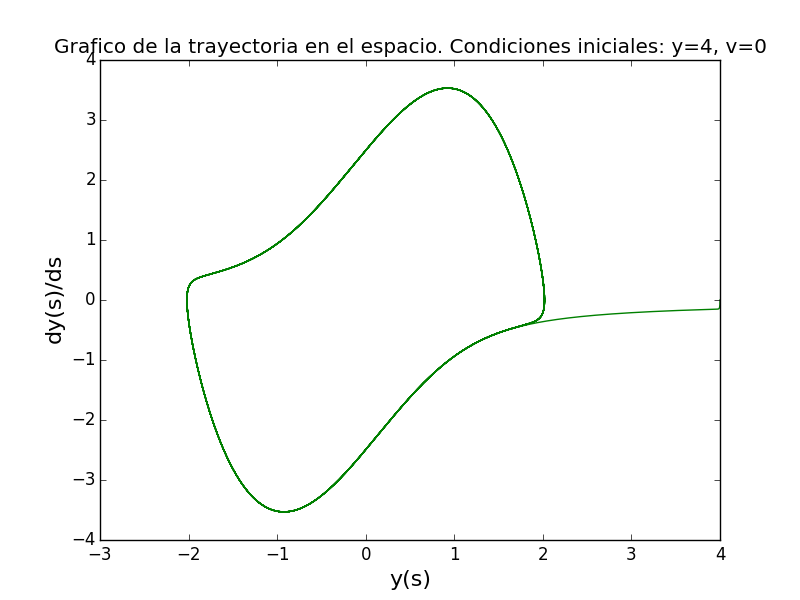 Grafico de la trayectoria en el espacio. Condiciones iniciales: y=4, v=0
4
3
2
1
0
−1
−2
−3
−4
dy(s)/ds
−3 −2 −1 0 1 2 3 4
y(s)